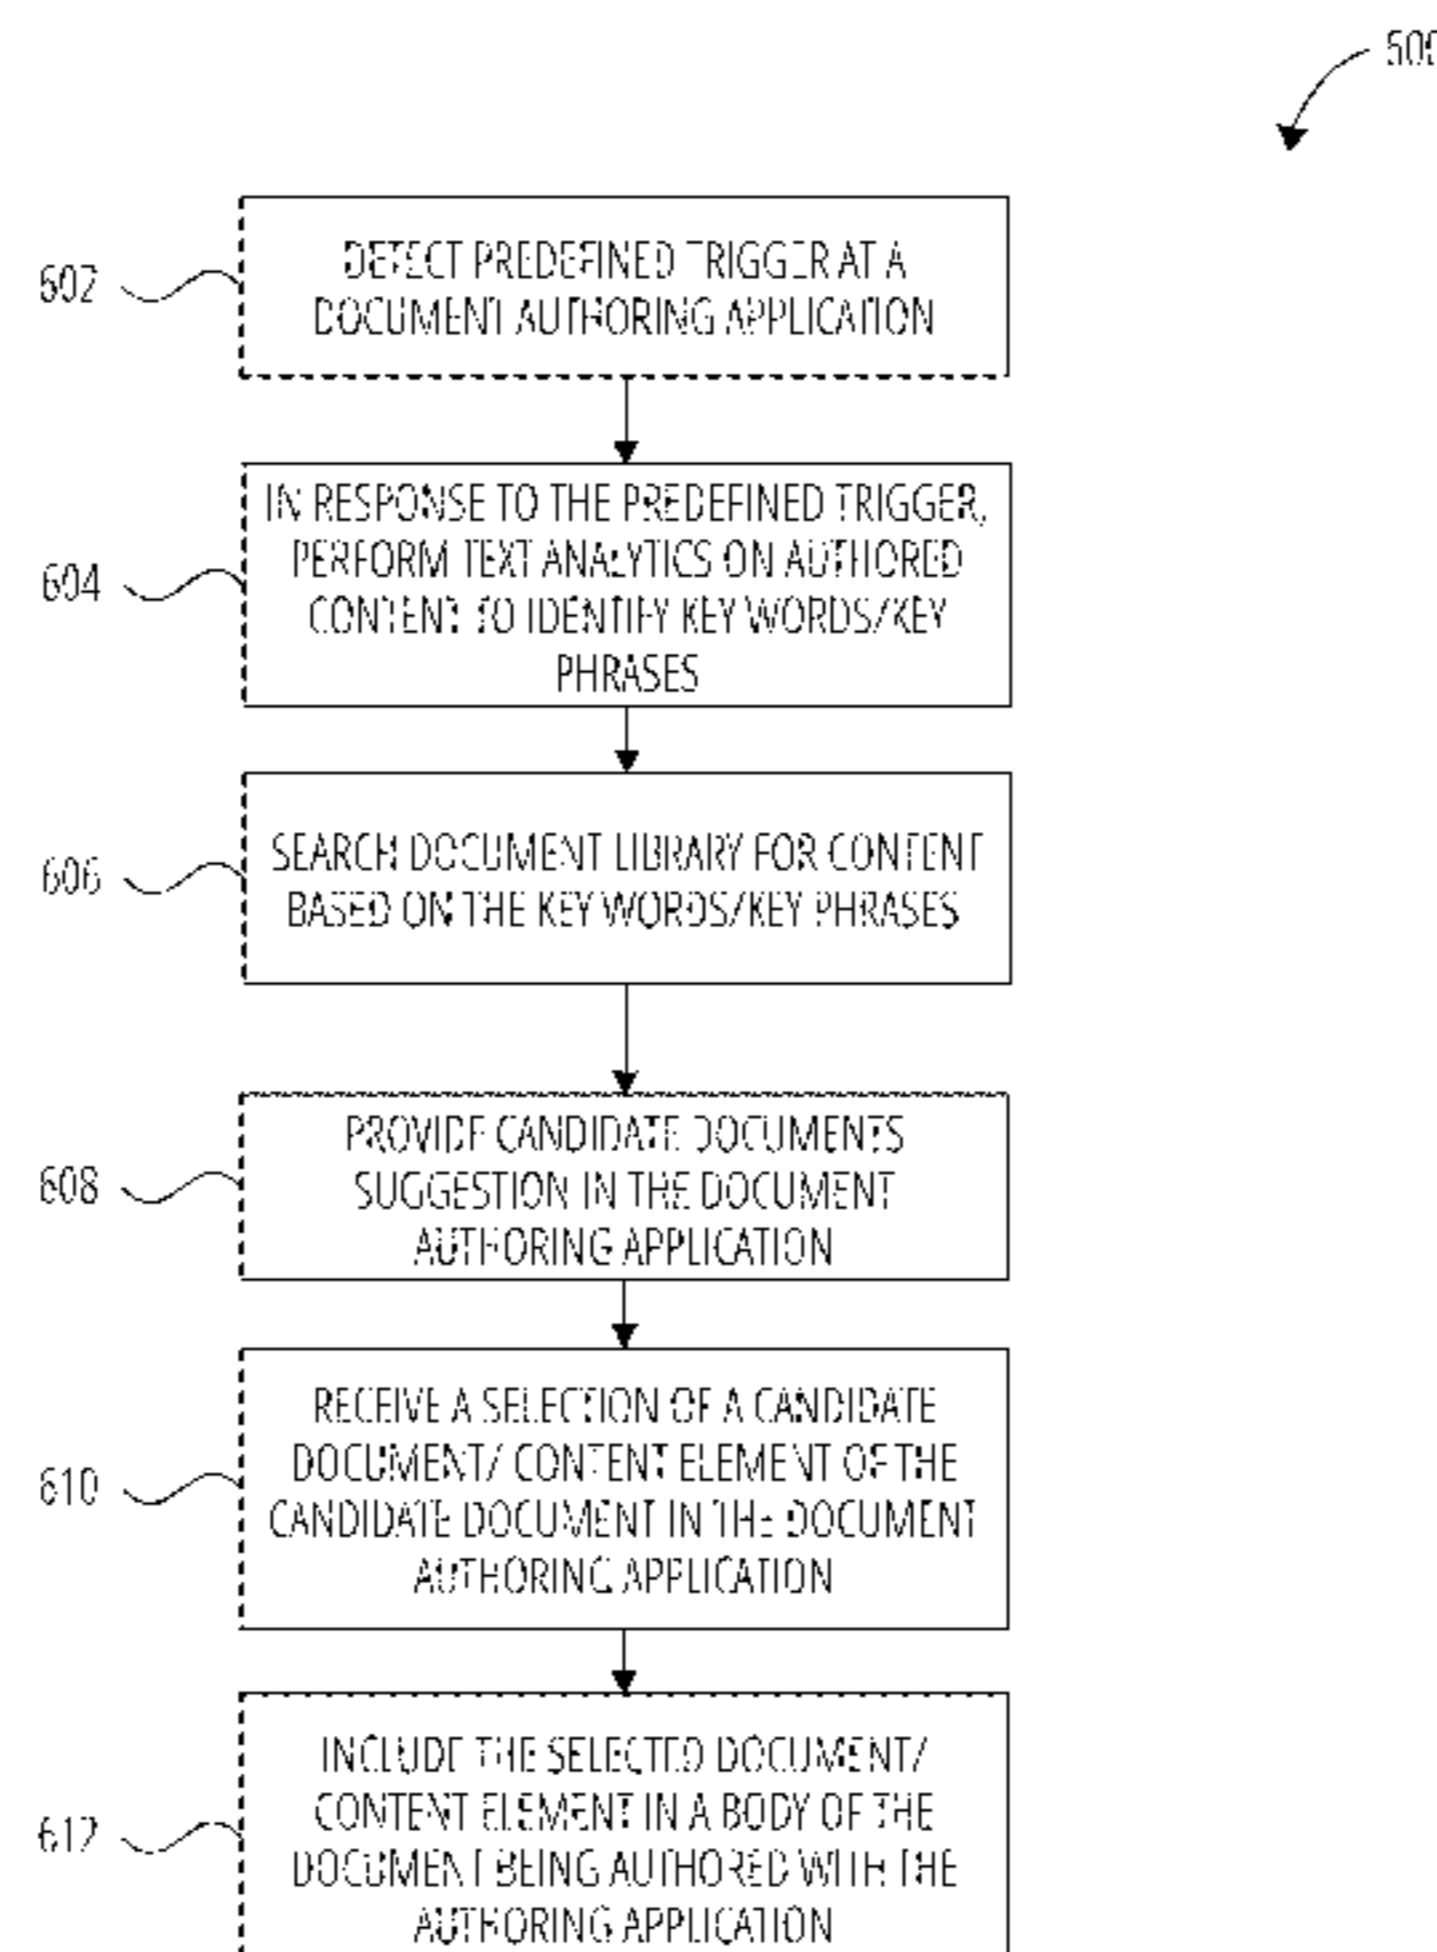 602
DETECT PREDEFINED TRIGGER AT A
DOCUMENT AUTHORING APPLICATION
604
IN RESPONSE TO THE PREDEFINED TRIGGER,
PERFORM TEXT ANALYTICS ON AUTHORED
CONTENT TO IDENTIFY KEY WORDS/KEY
PHRASES
606
SEARCH DOCUMENT LIBRARY FOR CONTENT
BASED ON THE KEY WORDS/KEY PHRASES
608
PROVIDE CANDIDATE DOCUMENTS
SUGGESTION IN THE DOCUMENT
AUTHORING APPLICATION
610
RECEIVE A SELECTION OF A CANDIDATE
DOCUMENT/ CONTENT ELEMENT OF THE
CANDIDATE DOCUMENT IN THE DOCUMENT
AUTHORING APPLICATION
612
INCLUDE THE SELECTED DOCUMENT/
CONTENT ELEMENT IN A BODY OF THE
DOCUMENT BEING AUTHORED WITH THE
AUTHORING APPLICATION